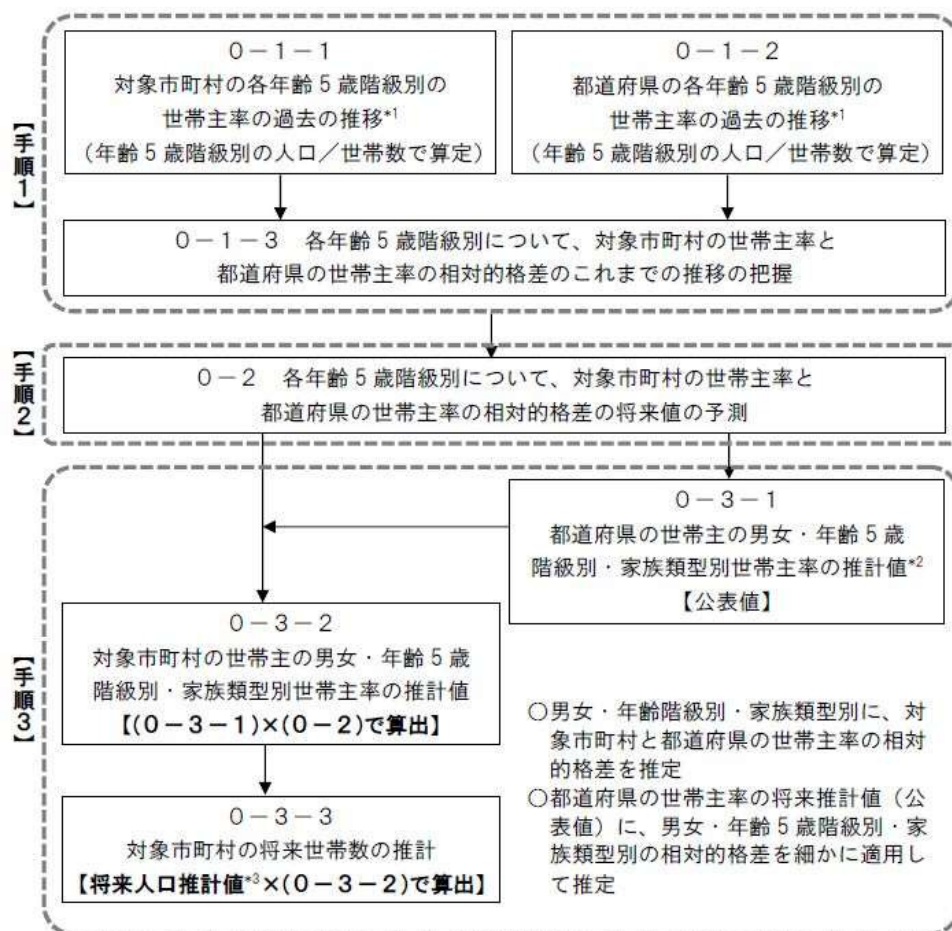 【手順1】
０－１－１
対象市町村の各年齢５歳階級別の
世帯主率の過去の推移*1
（年齢５歳階級別の人口／世帯数で算定）
０－１－２
都道府県の各年齢５歳階級別の
世帯主率の過去の推移*1
（年齢５歳階級別の人口／世帯数で算定）
０－１－３　各年齢５歳階級別について、対象市町村の世帯主率と
都道府県の世帯主率の相対的格差のこれまでの推移の把握
【手順2】
０－２　各年齢５歳階級別について、対象市町村の世帯主率と
都道府県の世帯主率の相対的格差の将来値の予測
【手順3】
０－３－１
都道府県の世帯主の男女・年齢５歳
階級別・家族類型別世帯主率の推計値*2
【公表値】
０－３－２
対象市町村の世帯主の男女・年齢５歳
階級別・家族類型別世帯主率の推計値
【(０－３－１)×(０－２)で算出】
０－３－３
対象市町村の将来世帯数の推計
【将来人口推計値*3×(０－３－２)で算出】
○男女・年齢階級別・家族類型別に、対
象市町村と都道府県の世帯主率の相対
的格差を推定
○都道府県の世帯主率の将来推計値（公
表値）に、男女・年齢５歳階級別・家
族類型別の相対的格差を細かに適用し
て推定